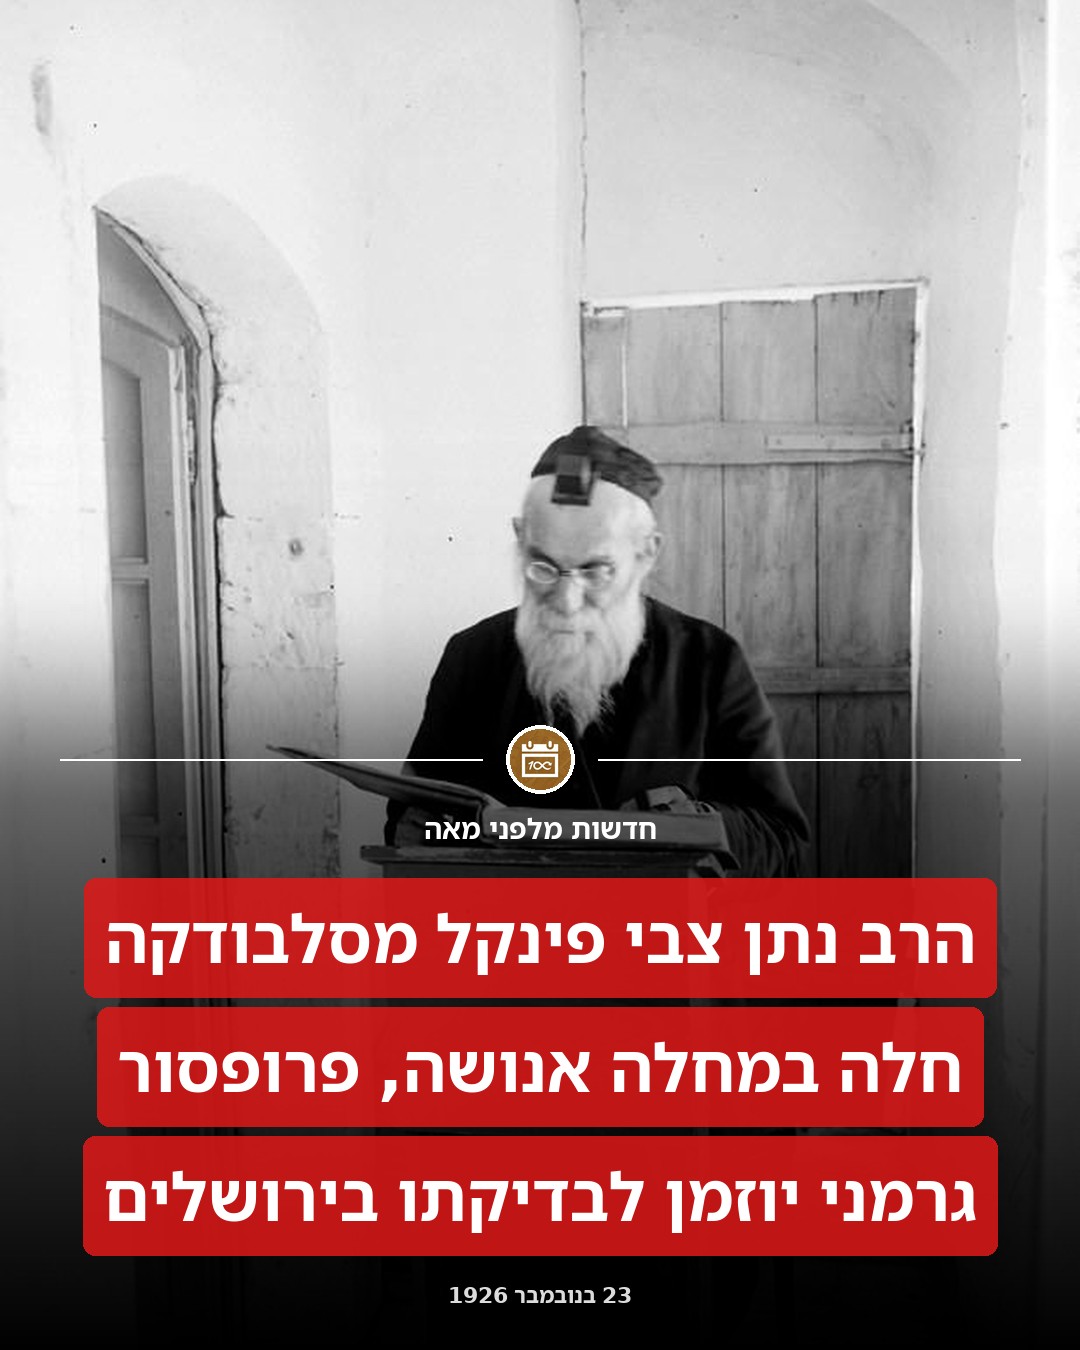 100
חדשות מלפני מאה
הרב נתן צבי פינקל מסלבודקה
חלה במחלה אנושה, פרופסור
גרמני יוזמן לבדיקתו בירושלים
23 בנובמבר 1926